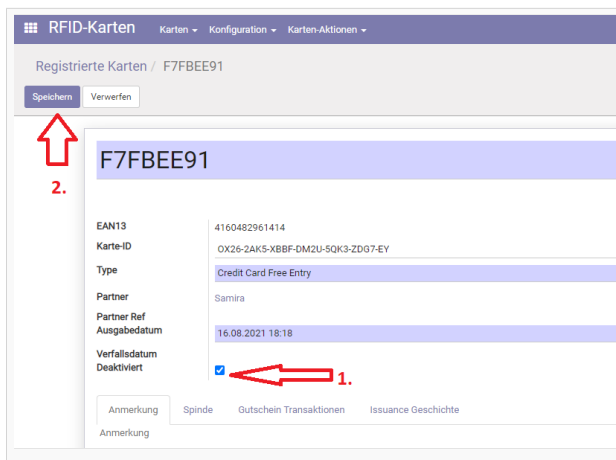 RFID-Karten Karten Konfiguration Karten-Aktionen
Registrierte Karten / F7FBEE91
Speichern Verwerfen
F7FBEE91
2.
EAN13 4160482961414
Karte-ID OX26-2AK5-XBBF-DM2U-5QK3-ZDG7-EY
Type Credit Card Free Entry
Partner Samira
Partner Ref
Ausgabedatum 16.08.2021 18:18
Verfallsdatum
Deaktiviert
1.
Anmerkung Spinde Gutschein Transaktionen Issuance Geschichte
Anmerkung